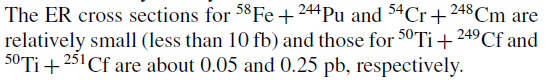 The ER cross sections for ⁵⁸Fe + ²⁴⁴Pu and ⁵⁴Cr + ²⁴⁸Cm are
relatively small (less than 10 fb) and those for ⁵⁰Ti + ²⁴⁹Cf and
⁵⁰Ti + ²⁵¹Cf are about 0.05 and 0.25 pb, respectively.